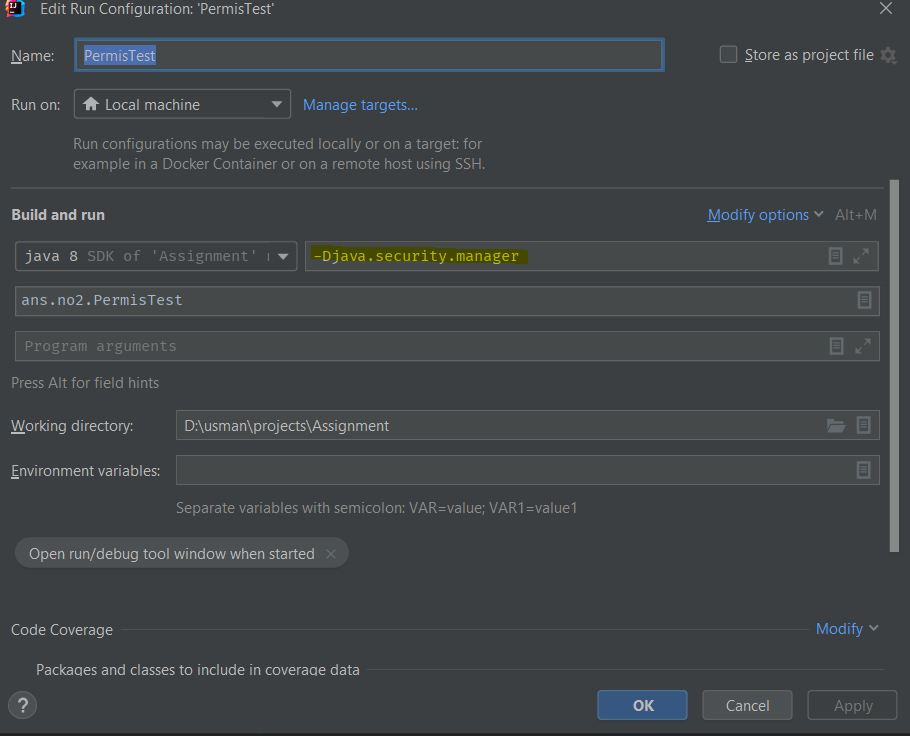 Edit Run Configuration: 'PermisTest'
Name: PermisTest Store as project file
Run on: Local machine Manage targets...
Run configurations may be executed locally or on a target: for
example in a Docker Container or on a remote host using SSH.
Build and run Modify options Alt+M
java 8 SDK of 'Assignment' -Djava.security.manager
ans.no2.PermisTest
Program arguments
Press Alt for field hints
Working directory: D:\usman\projects\Assignment
Environment variables:
Separate variables with semicolon: VAR=value; VAR1=value1
Open run/debug tool window when started
Code Coverage Modify
Packages and classes to include in coverage data
? OK Cancel Apply